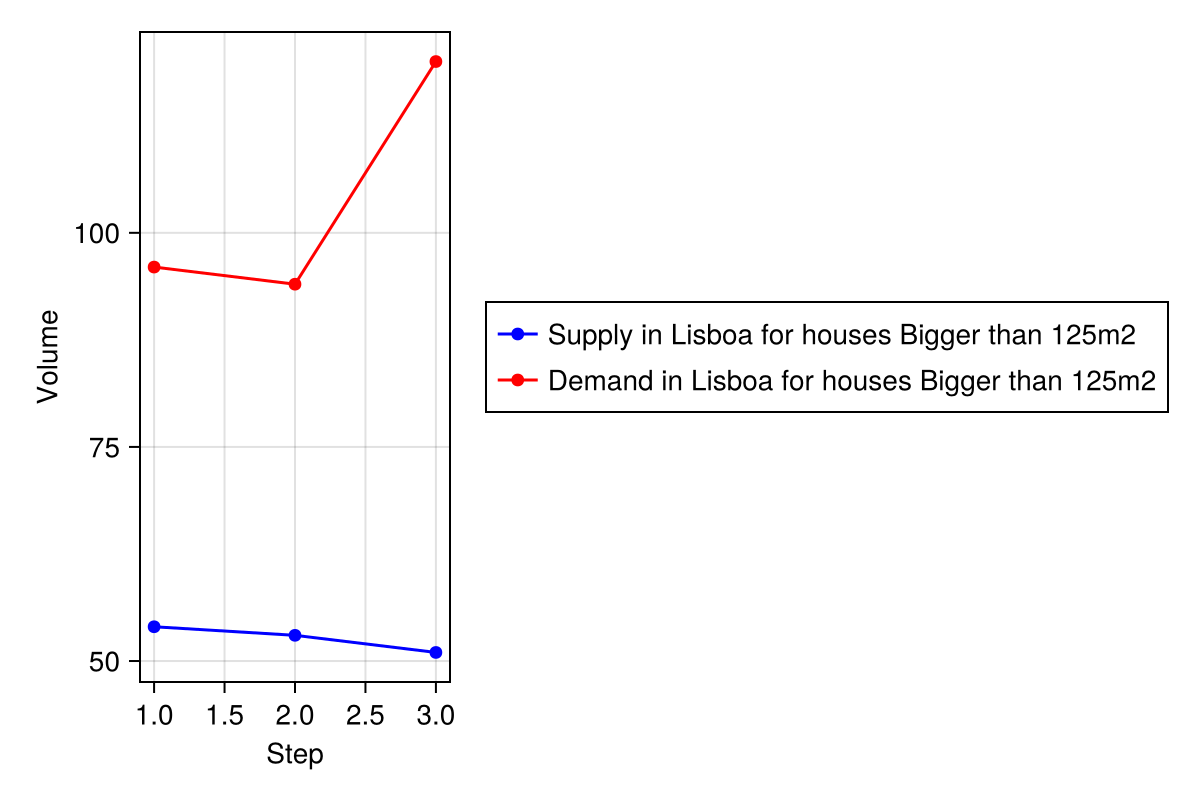 100
75
50
Volume
1.0 1.5 2.0 2.5 3.0
Step
Supply in Lisboa for houses Bigger than 125m2
Demand in Lisboa for houses Bigger than 125m2